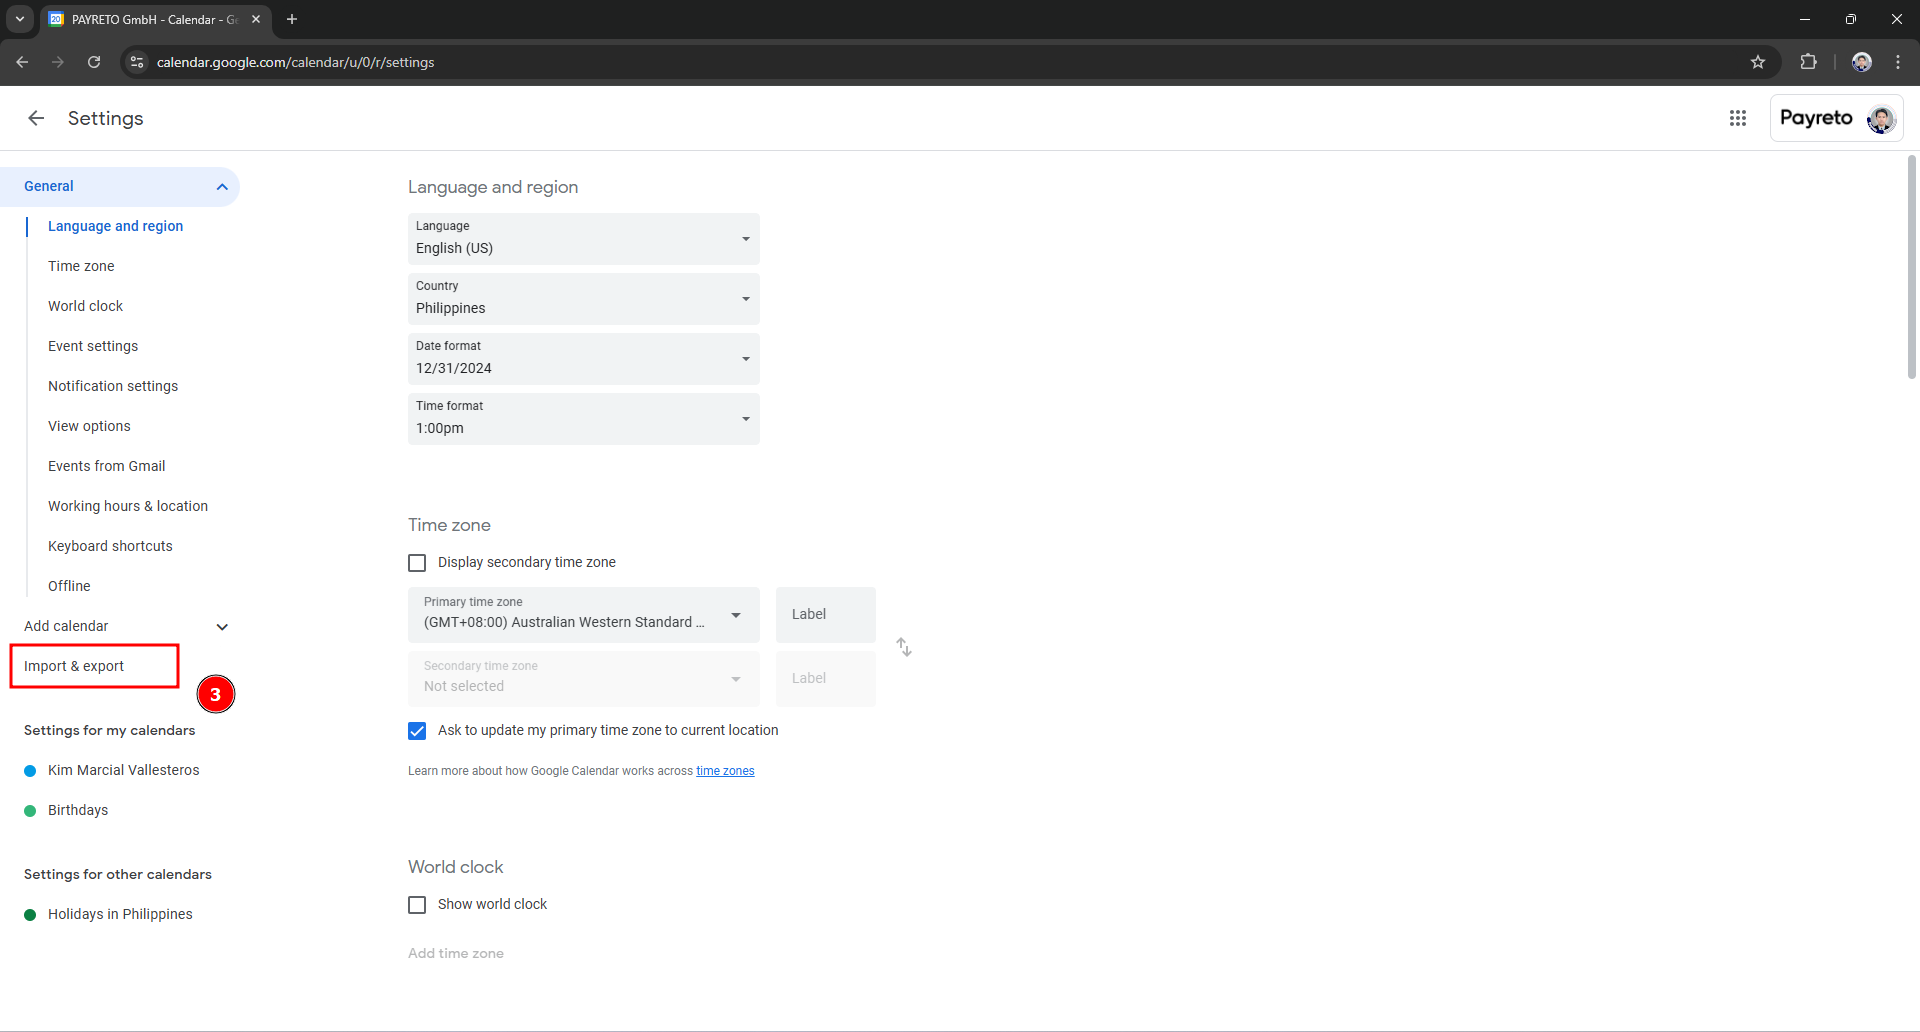 PAYRETO GmbH - Calendar - G
calendar.google.com/calendar/u/0/r/settings
Settings
Payreto
General
Language and region
Time zone
World clock
Event settings
Notification settings
View options
Events from Gmail
Working hours & location
Keyboard shortcuts
Offline
Add calendar
Import & export
3
Settings for my calendars
Kim Marcial Vallesteros
Birthdays
Settings for other calendars
Holidays in Philippines
Language and region
Language
English (US)
Country
Philippines
Date format
12/31/2024
Time format
1:00pm
Time zone
Display secondary time zone
Primary time zone
(GMT+08:00) Australian Western Standard ...
Label
Secondary time zone
Not selected
Label
Ask to update my primary time zone to current location
Learn more about how Google Calendar works across time zones
World clock
Show world clock
Add time zone